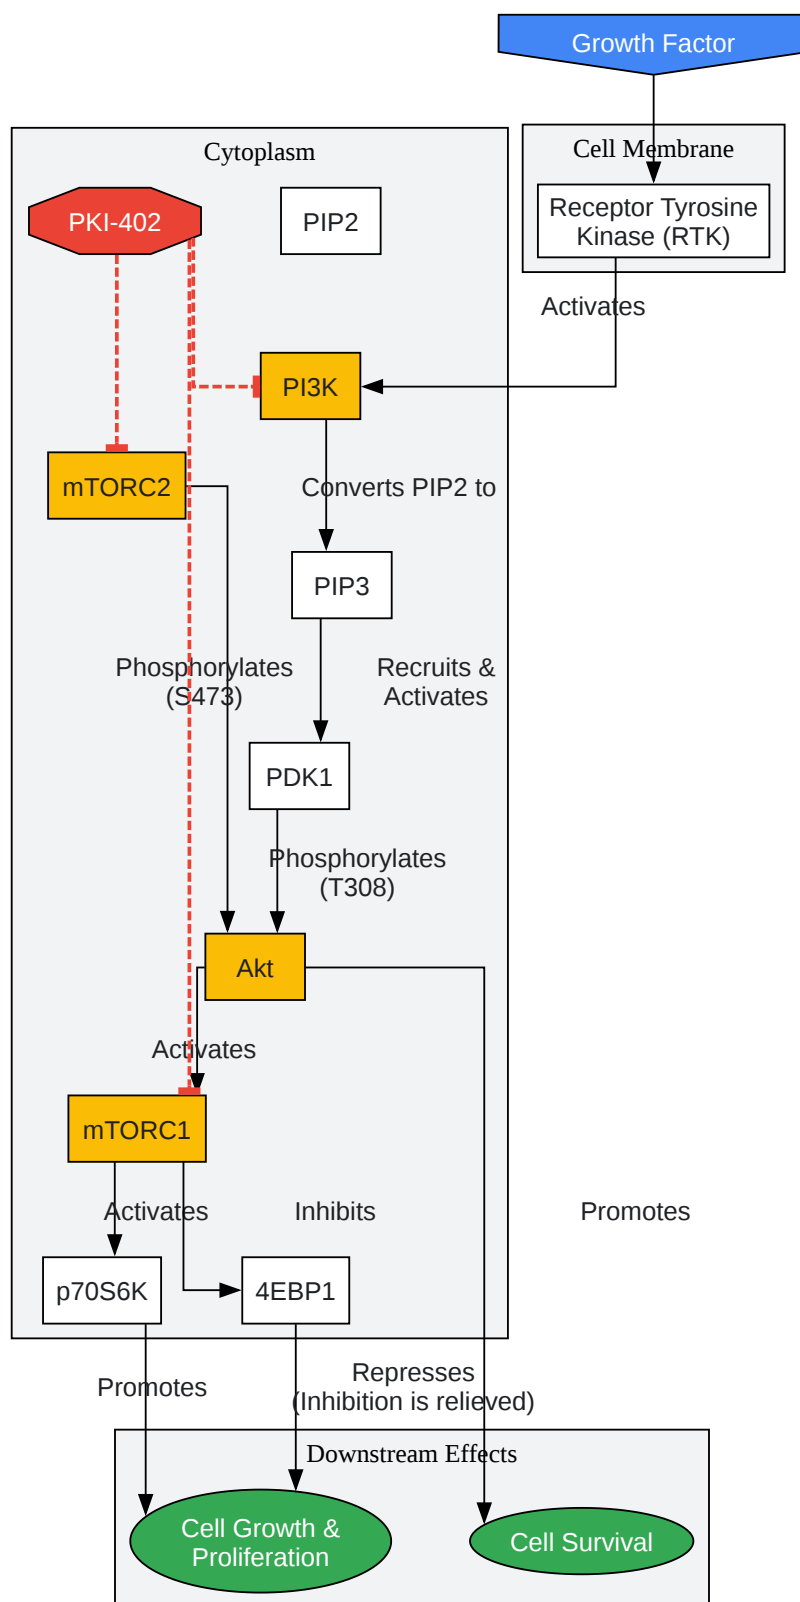 Growth Factor
Cytoplasm
Cell Membrane
PKI-402
PIP2
Receptor Tyrosine
Kinase (RTK)
Activates
PI3K
mTORC2
Converts PIP2 to
PIP3
Phosphorylates
(S473)
Recruits &
Activates
PDK1
Phosphorylates
(T308)
Akt
Activates
mTORC1
Activates
Inhibits
Promotes
p70S6K
4EBP1
Promotes
Represses
(Inhibition is relieved)
Downstream Effects
Cell Growth &
Proliferation
Cell Survival